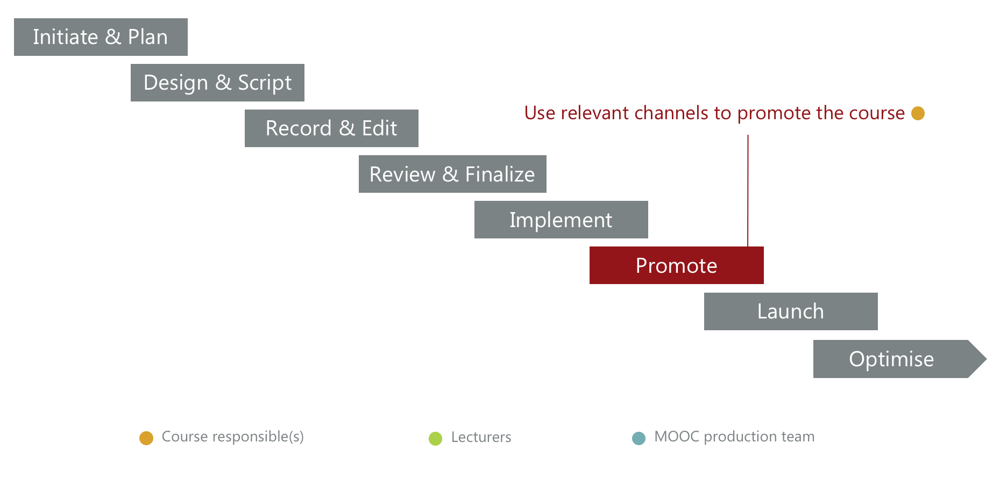 Initiate & Plan
Design & Script
Use relevant channels to promote the course
Record & Edit
Review & Finalize
Implement
Promote
Launch
Optimise
Course responsible(s)
Lecturers
MOOC production team